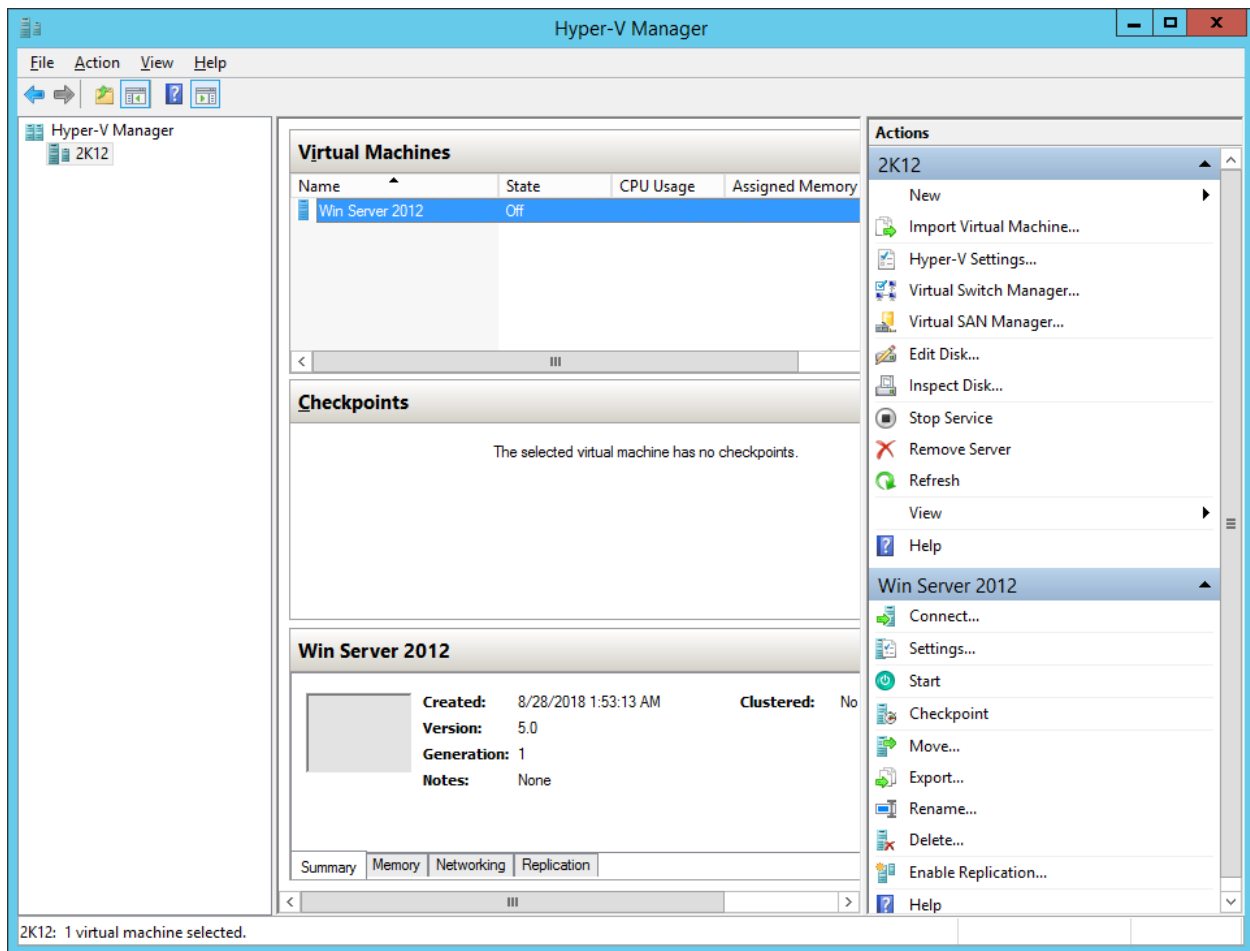 Hyper-V Manager
File Action View Help
Hyper-V Manager
2K12
Virtual Machines
Name State CPU Usage Assigned Memory
Win Server 2012 Off
Checkpoints
The selected virtual machine has no checkpoints.
Win Server 2012
Created: 8/28/2018 1:53:13 AM Clustered: No
Version: 5.0
Generation: 1
Notes: None
Summary Memory Networking Replication
Actions
2K12
New
Import Virtual Machine...
Hyper-V Settings...
Virtual Switch Manager...
Virtual SAN Manager...
Edit Disk...
Inspect Disk...
Stop Service
Remove Server
Refresh
View
Help
Win Server 2012
Connect...
Settings...
Start
Checkpoint
Move...
Export...
Rename...
Delete...
Enable Replication...
Help
2K12: 1 virtual machine selected.